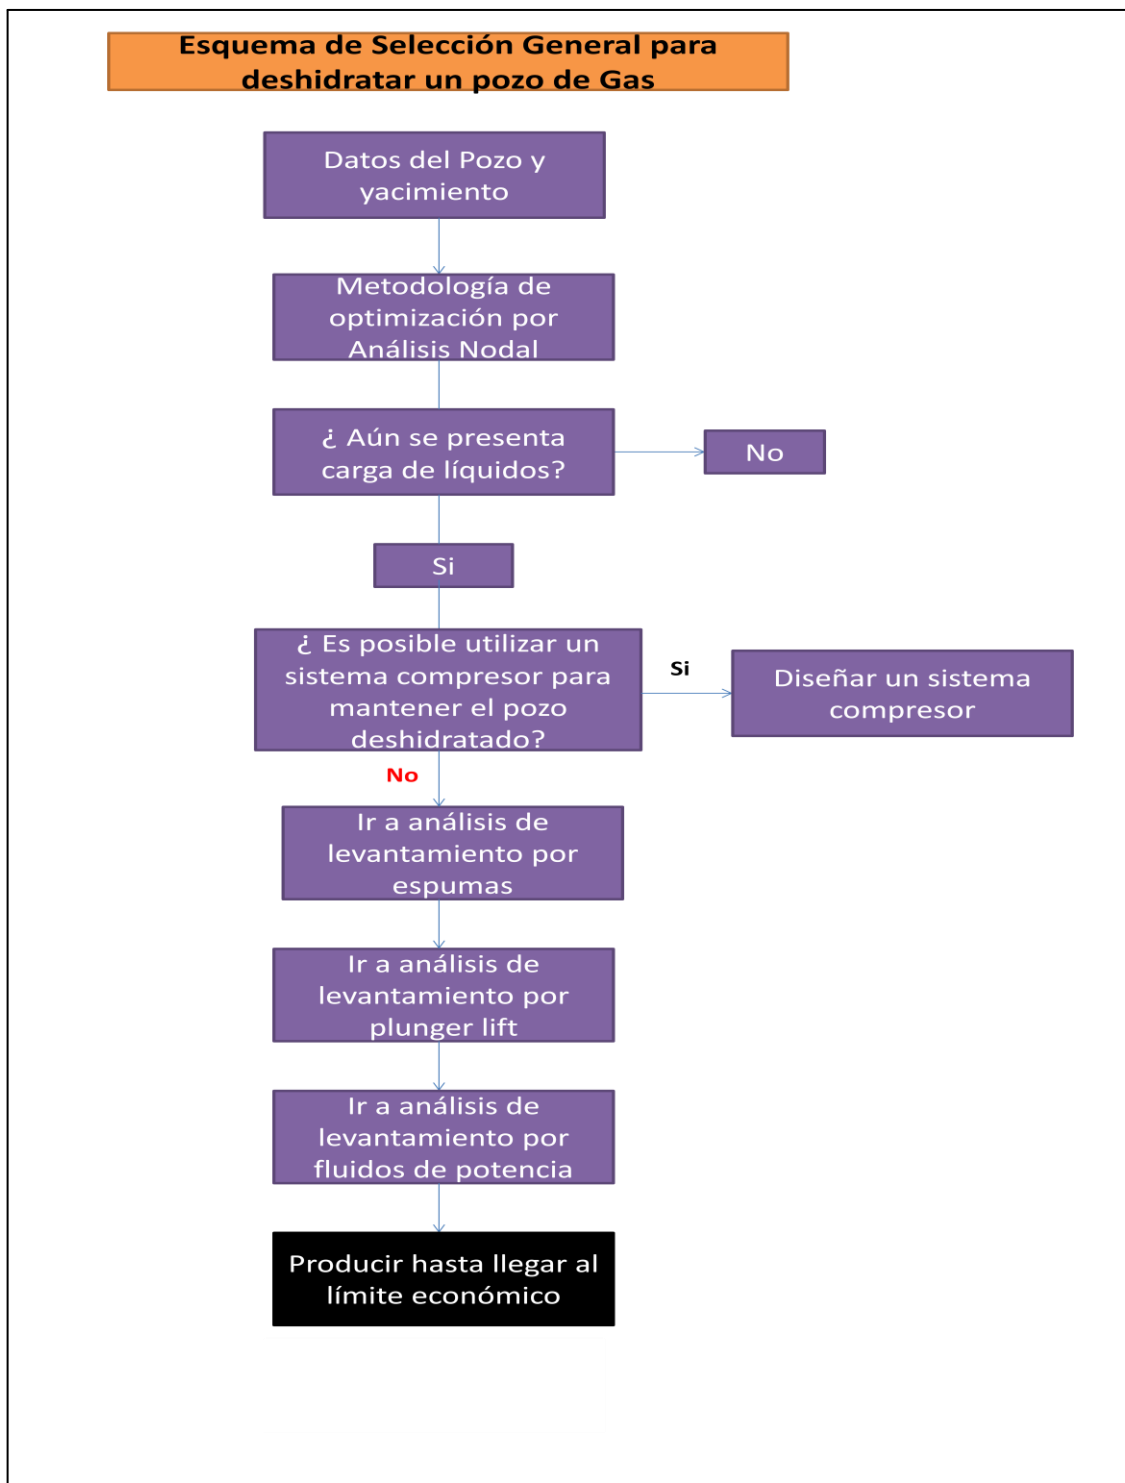 Esquema de Selección General para
deshidratar un pozo de Gas
Datos del Pozo y
yacimiento
Metodología de
optimización por
Análisis Nodal
¿ Aún se presenta
carga de líquidos?
No
Si
¿ Es posible utilizar un
sistema compresor para
mantener el pozo
deshidratado?
Si
Diseñar un sistema
compresor
No
Ir a análisis de
levantamiento por
espumas
Ir a análisis de
levantamiento por
plunger lift
Ir a análisis de
levantamiento por
fluidos de potencia
Producir hasta llegar al
límite económico